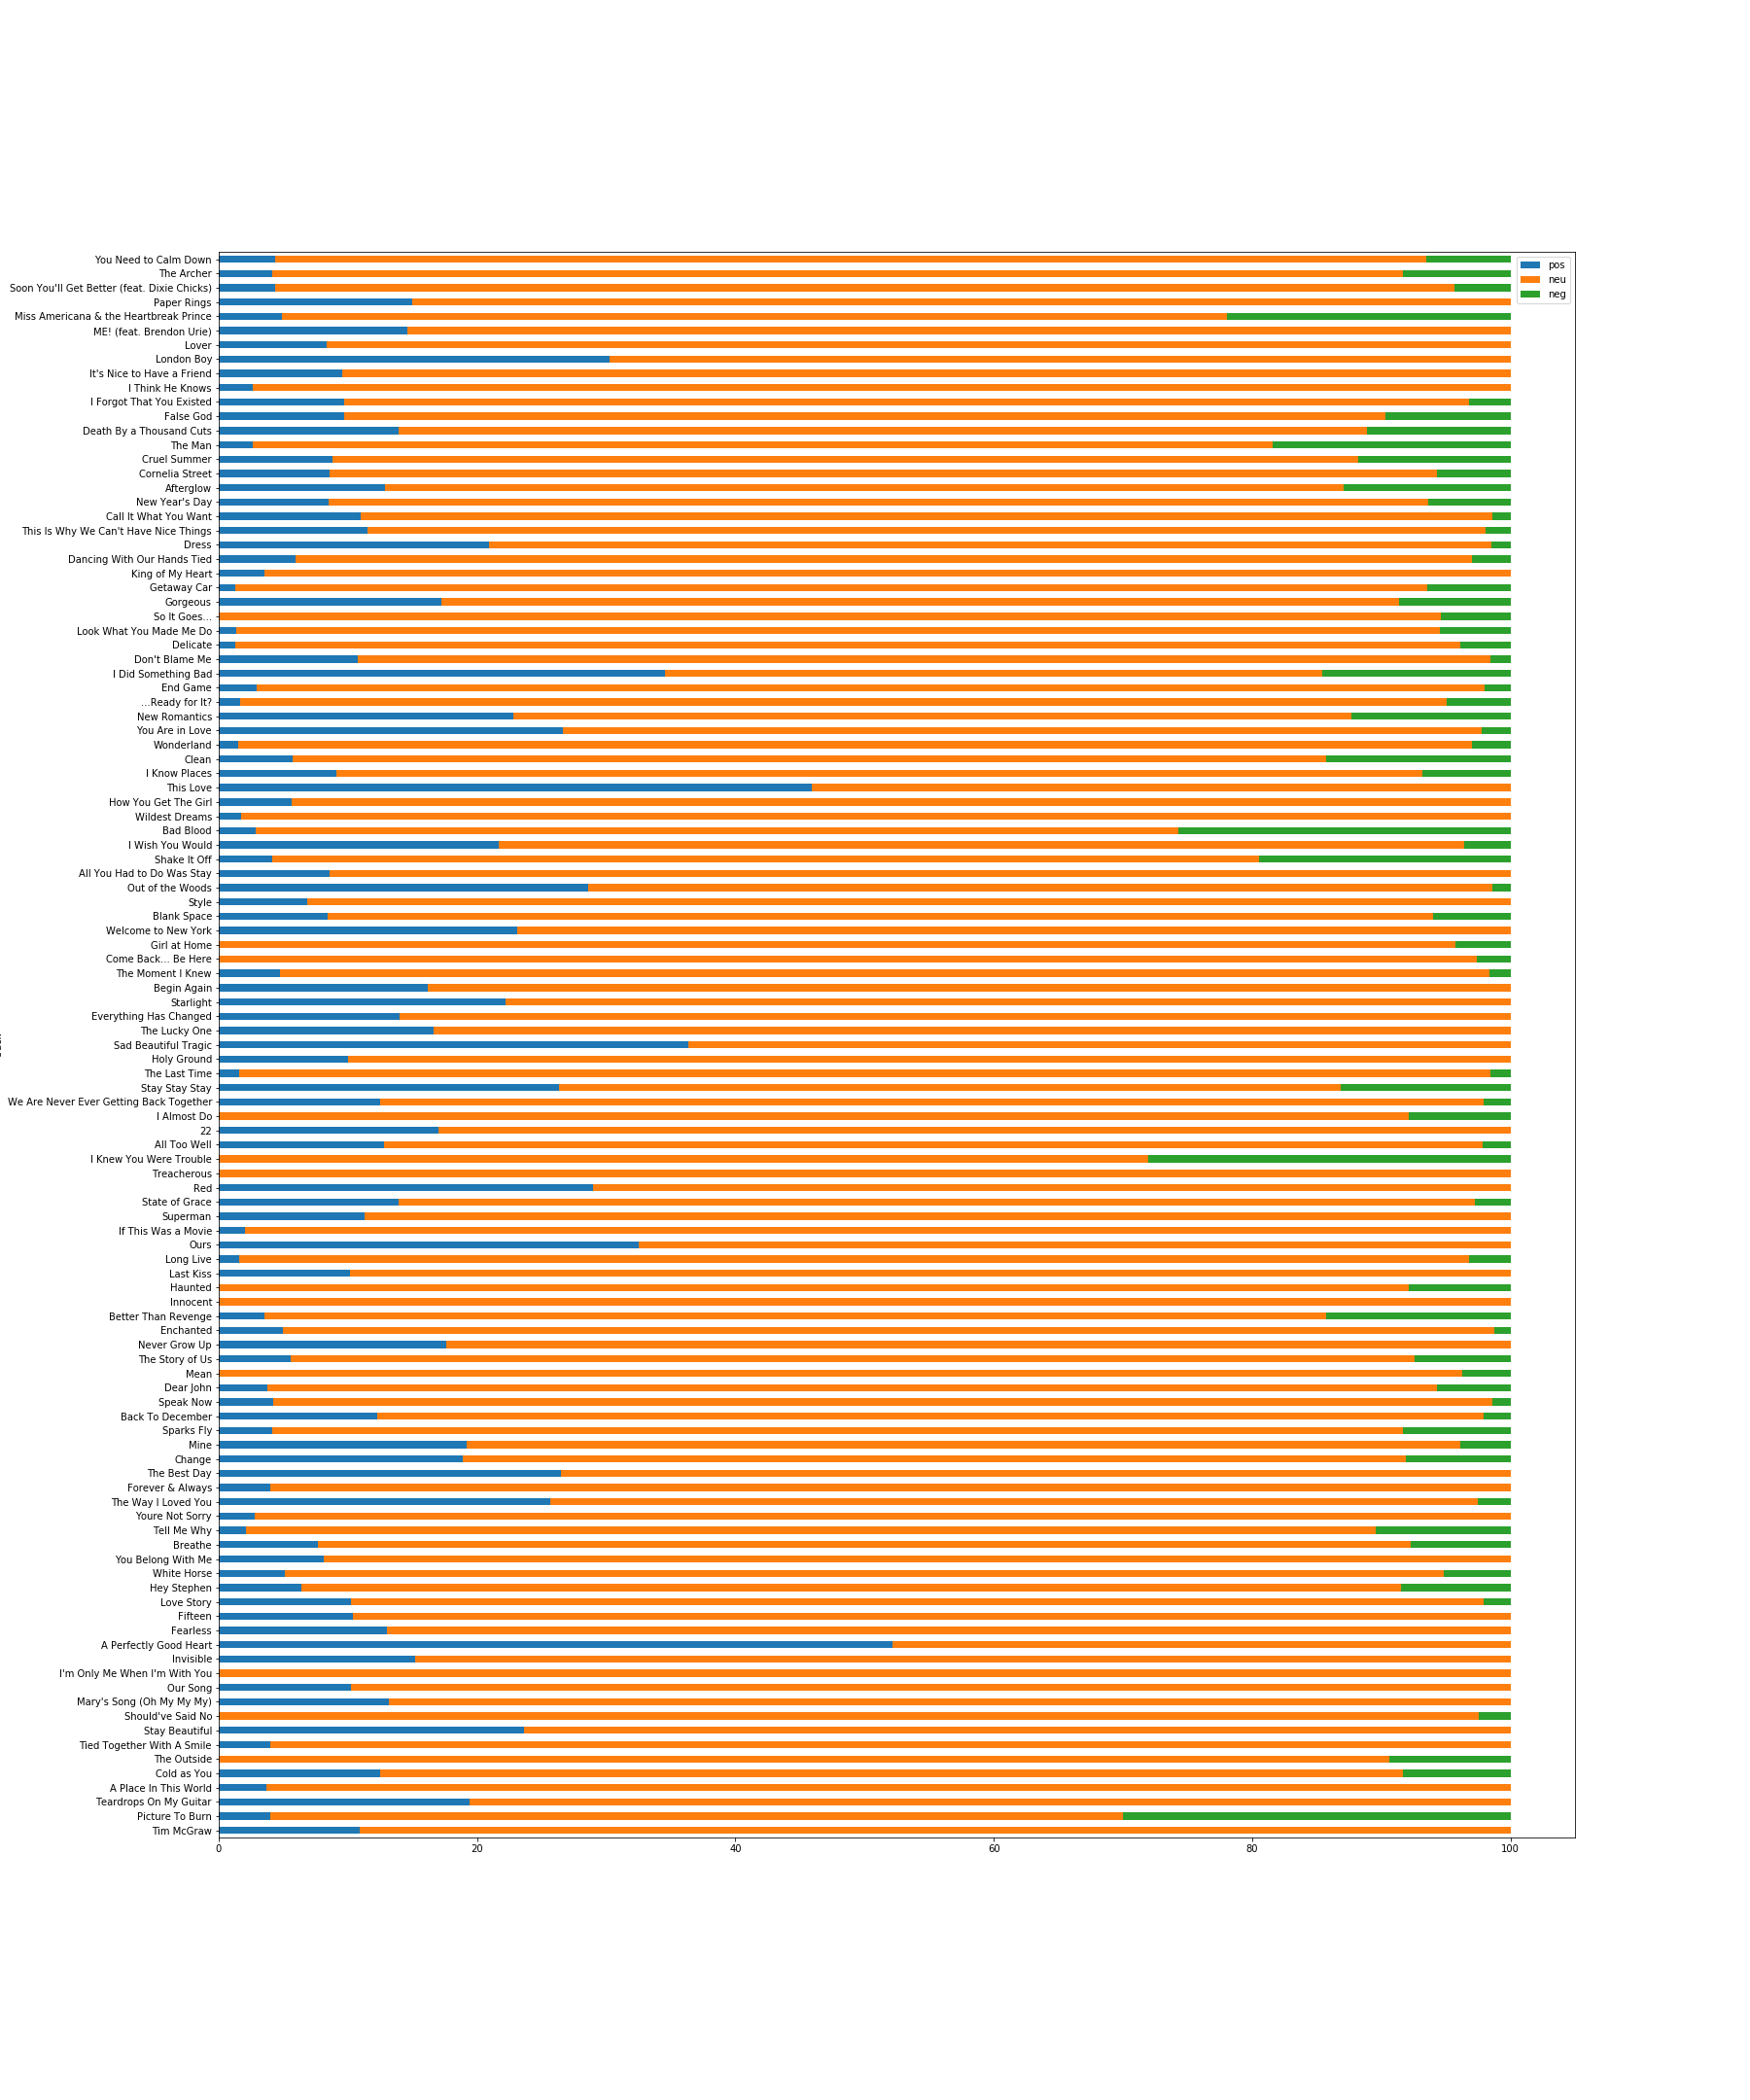 You Need to Calm Down
The Archer
Soon You'll Get Better (feat. Dixie Chicks)
Paper Rings
Miss Americana & the Heartbreak Prince
ME! (feat. Brendon Urie)
Lover
London Boy
It's Nice to Have a Friend
I Think He Knows
I Forgot That You Existed
False God
Death By a Thousand Cuts
The Man
Cruel Summer
Cornelia Street
Afterglow
New Year's Day
Call It What You Want
This Is Why We Can't Have Nice Things
Dress
Dancing With Our Hands Tied
King of My Heart
Getaway Car
Gorgeous
So It Goes...
Look What You Made Me Do
Delicate
Don't Blame Me
I Did Something Bad
End Game
...Ready for It?
New Romantics
You Are in Love
Wonderland
Clean
I Know Places
This Love
How You Get The Girl
Wildest Dreams
Bad Blood
I Wish You Would
Shake It Off
All You Had to Do Was Stay
Out of the Woods
Style
Blank Space
Welcome to New York
Girl at Home
Come Back... Be Here
The Moment I Knew
Begin Again
Starlight
Everything Has Changed
The Lucky One
Sad Beautiful Tragic
Holy Ground
The Last Time
Stay Stay Stay
We Are Never Ever Getting Back Together
I Almost Do
22
All Too Well
I Knew You Were Trouble
Treacherous
Red
State of Grace
Superman
If This Was a Movie
Ours
Long Live
Last Kiss
Haunted
Innocent
Better Than Revenge
Enchanted
Never Grow Up
The Story of Us
Mean
Dear John
Speak Now
Back To December
Sparks Fly
Mine
Change
The Best Day
Forever & Always
The Way I Loved You
Youre Not Sorry
Tell Me Why
Breathe
You Belong With Me
White Horse
Hey Stephen
Love Story
Fifteen
Fearless
A Perfectly Good Heart
Invisible
I'm Only Me When I'm With You
Our Song
Mary's Song (Oh My My My)
Should've Said No
Stay Beautiful
Tied Together With A Smile
The Outside
Cold as You
A Place In This World
Teardrops On My Guitar
Picture To Burn
Tim McGraw
0 20 40 60 80 100
pos
neu
neg